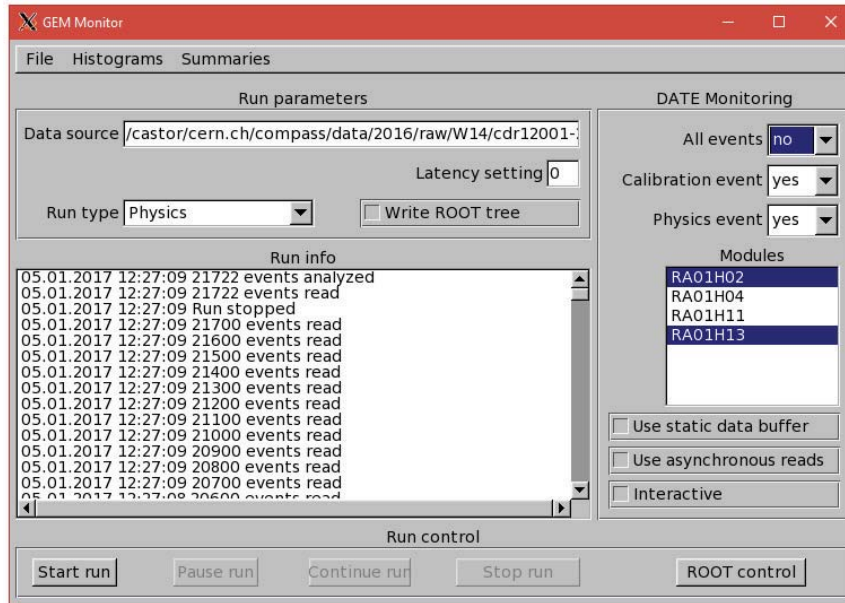 GEM Monitor
File Histograms Summaries
Run parameters
Data source /castor/cern.ch/compass/data/2016/raw/W14/cdr12001-
Latency setting 0
Run type Physics
Write ROOT tree
Run info
05.01.2017 12:27:09 21722 events analyzed
05.01.2017 12:27:09 21722 events read
05.01.2017 12:27:09 Run stopped
05.01.2017 12:27:09 21700 events read
05.01.2017 12:27:09 21600 events read
05.01.2017 12:27:09 21500 events read
05.01.2017 12:27:09 21400 events read
05.01.2017 12:27:09 21300 events read
05.01.2017 12:27:09 21200 events read
05.01.2017 12:27:09 21100 events read
05.01.2017 12:27:09 21000 events read
05.01.2017 12:27:09 20900 events read
05.01.2017 12:27:09 20800 events read
05.01.2017 12:27:09 20700 events read
05.01.2017 12:27:08 20600 events read
DATE Monitoring
All events no
Calibration event yes
Physics event yes
Modules
RA01H02
RA01H04
RA01H11
RA01H13
Use static data buffer
Use asynchronous reads
Interactive
Run control
Start run Pause run Continue run Stop run ROOT control